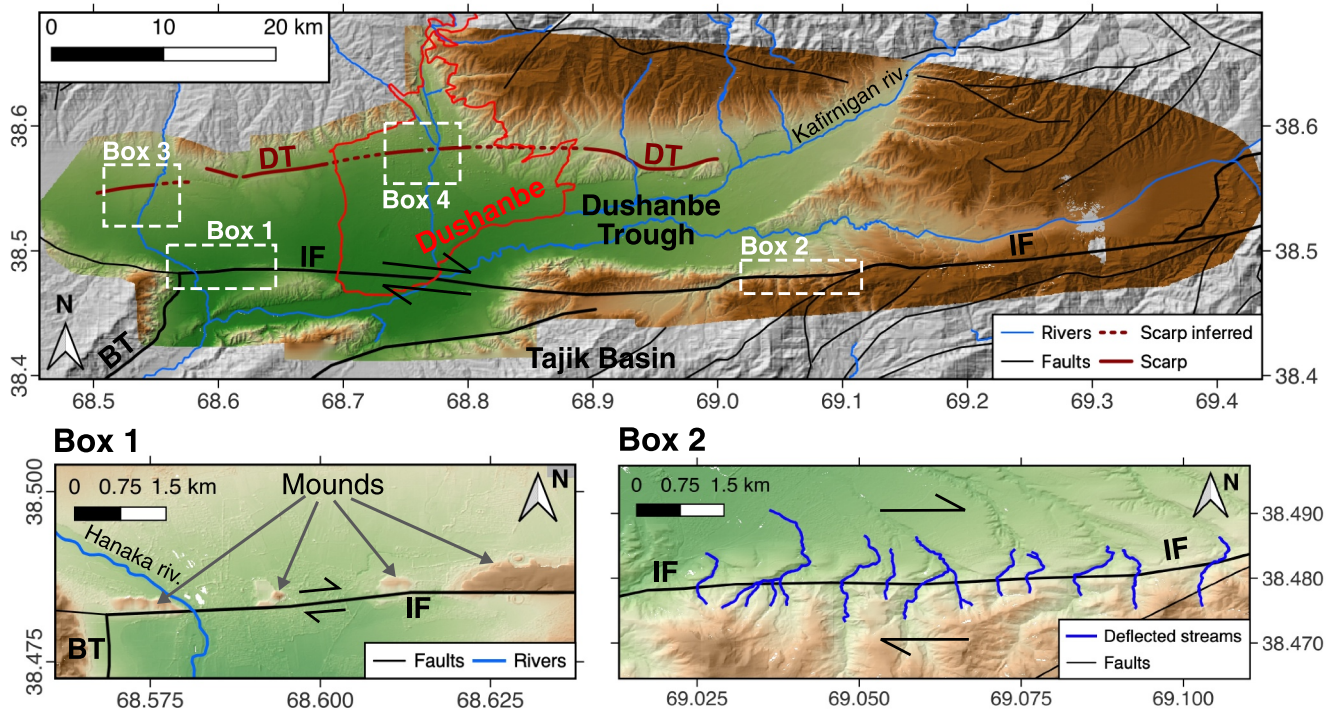 0 10 20 km
Kafirnigan riv.
38.6
38.6
Box 3
DT
DT
Box 4
Dushanbe
Dushanbe
Trough
Box 1
Box 2
38.5
38.5
IF
IF
N
BT
Tajik Basin
Rivers
Scarp inferred
Faults
Scarp
38.4
38.4
68.5 68.6 68.7 68.8 68.9 69.0 69.1 69.2 69.3 69.4
Box 1
0 0.75 1.5 km
Mounds
N
38.500
Hanaka riv.
IF
BT
38.475
Faults Rivers
68.575 68.600 68.625
Box 2
0 0.75 1.5 km
N
38.490
IF
IF
38.480
Deflected streams
Faults
38.470
69.025 69.050 69.075 69.100